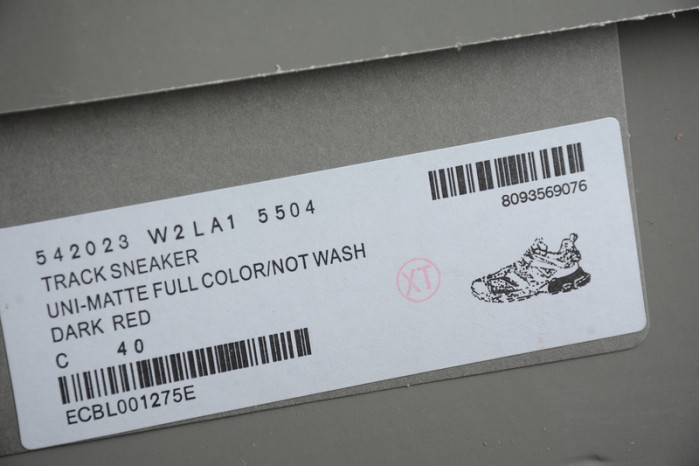 542023 W2LA1 5504
TRACK SNEAKER
UNI-MATTE FULL COLOR/NOT WASH
DARK RED
C 40
ECBL001275E
8093569076
XT